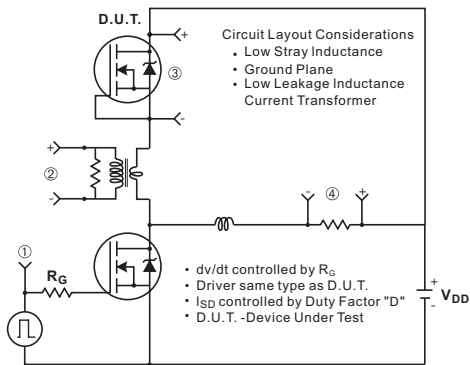 D.U.T.
+
Circuit Layout Considerations
• Low Stray Inductance
• Ground Plane
• Low Leakage Inductance
Current Transformer
③
-
+
②
-
-
④
+
①
RG
• dv/dt controlled by RG
• Driver same type as D.U.T.
• ISD controlled by Duty Factor "D"
• D.U.T. -Device Under Test
+
VDD
-